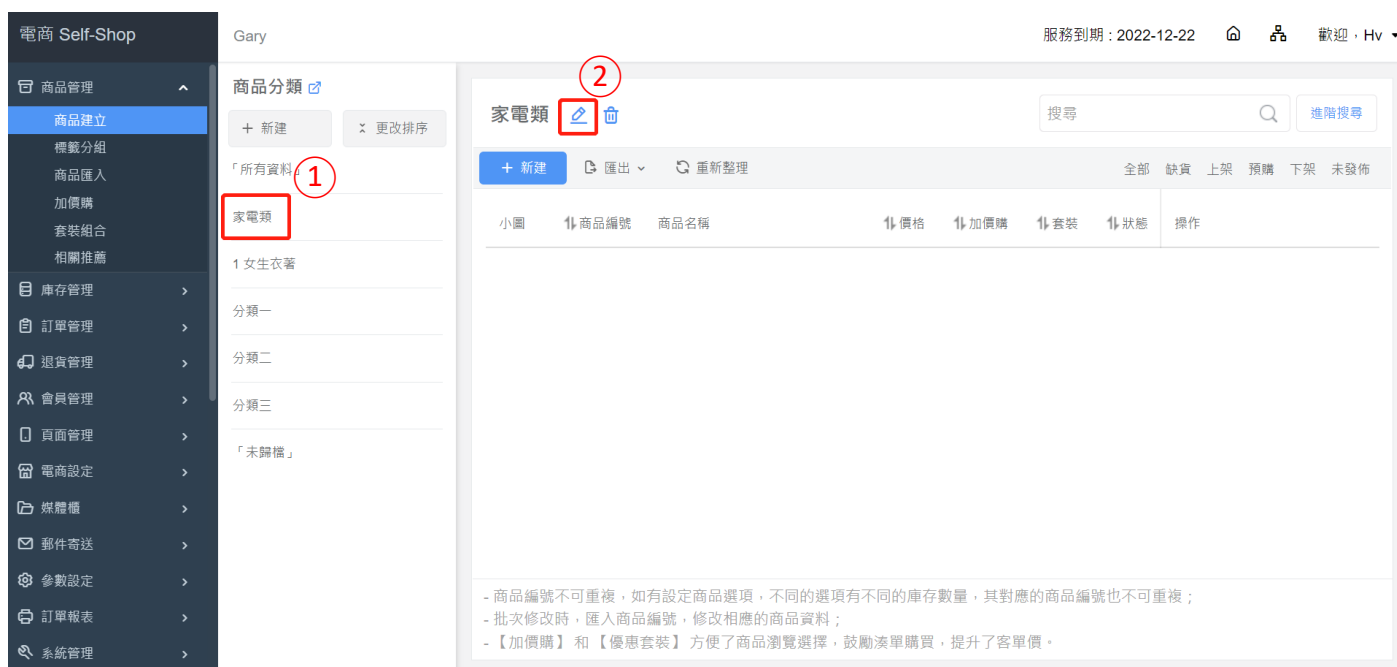 電商 Self-Shop
Gary
服務到期 : 2022-12-22
歡迎，Hv
商品管理
商品建立
標籤分組
商品匯入
加價購
套裝組合
相關推薦
庫存管理
訂單管理
退貨管理
會員管理
頁面管理
電商設定
媒體櫃
郵件寄送
參數設定
訂單報表
系統管理
商品分類
+ 新建
更改排序
「所有資料」
1
家電類
1 女生衣著
分類一
分類二
分類三
「未歸檔」
2
家電類
搜尋
進階搜尋
+ 新建
匯出
重新整理
全部 缺貨 上架 預購 下架 未發佈
小圖 商品編號 商品名稱 價格 加價購 套裝 狀態 操作
- 商品編號不可重複，如有設定商品選項，不同的選項有不同的庫存數量，其對應的商品編號也不可重複；
- 批次修改時，匯入商品編號，修改相應的商品資料；
- 【加價購】 和 【優惠套裝】 方便了商品瀏覽選擇，鼓勵湊單購買，提升了客單價。